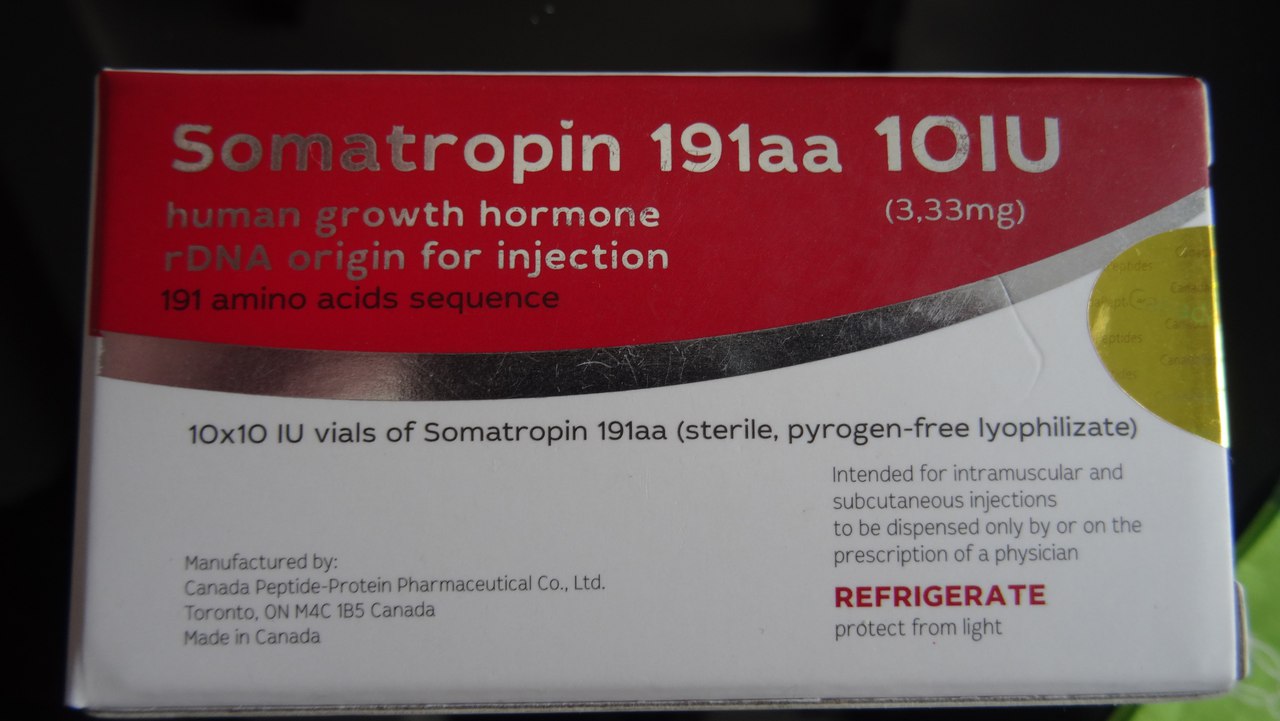 Somatropin 191aa 10IU
(3,33mg)
human growth hormone
rDNA origin for injection
191 amino acids sequence
10x10 IU vials of Somatropin 191aa (sterile, pyrogen-free lyophilizate)
Intended for intramuscular and
subcutaneous injections
to be dispensed only by or on the
prescription of a physician
REFRIGERATE
protect from light
Manufactured by:
Canada Peptide-Protein Pharmaceutical Co., Ltd.
Toronto, ON M4C 1B5 Canada
Made in Canada